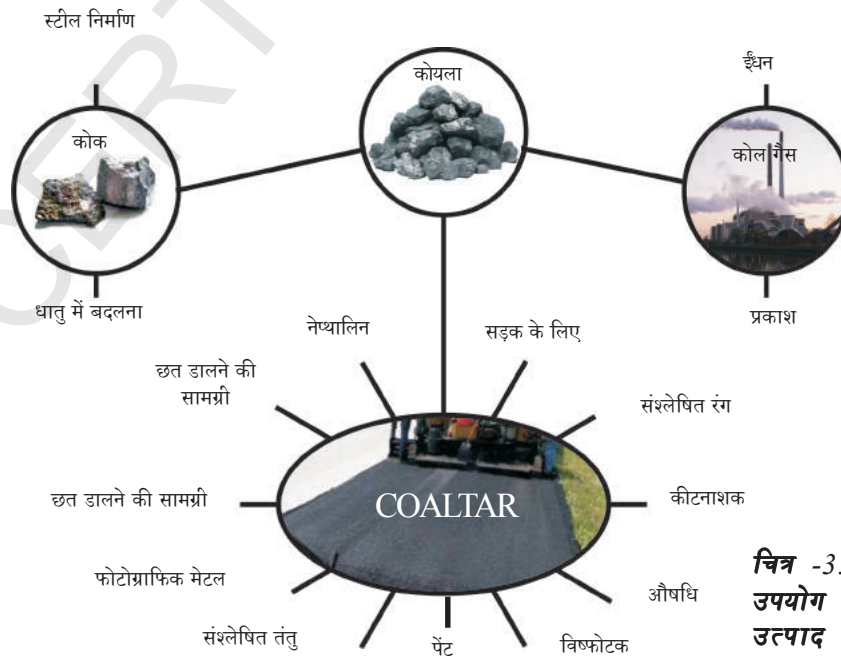 स्टील निर्माण
कोयला
ईंधन
कोक
कोल गैस
धातु में बदलना
प्रकाश
नेप्थालिन
सड़क के लिए
छत डालने की
सामग्री
संश्लेषित रंग
छत डालने की सामग्री
COALTAR
कीटनाशक
फोटोग्राफिक मेटल
औषधि
संश्लेषित तंतु
पेंट
विष्फोटक
चित्र -3.
उपयोग
उत्पाद